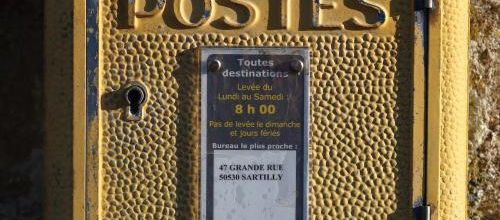 POSTES
Toutes
destinations
Levée du
Lundi au Samedi :
8 h 00
Pas de levée le dimanche
et jours fériés
Bureau le plus proche :
47 GRANDE RUE
50530 SARTILLY